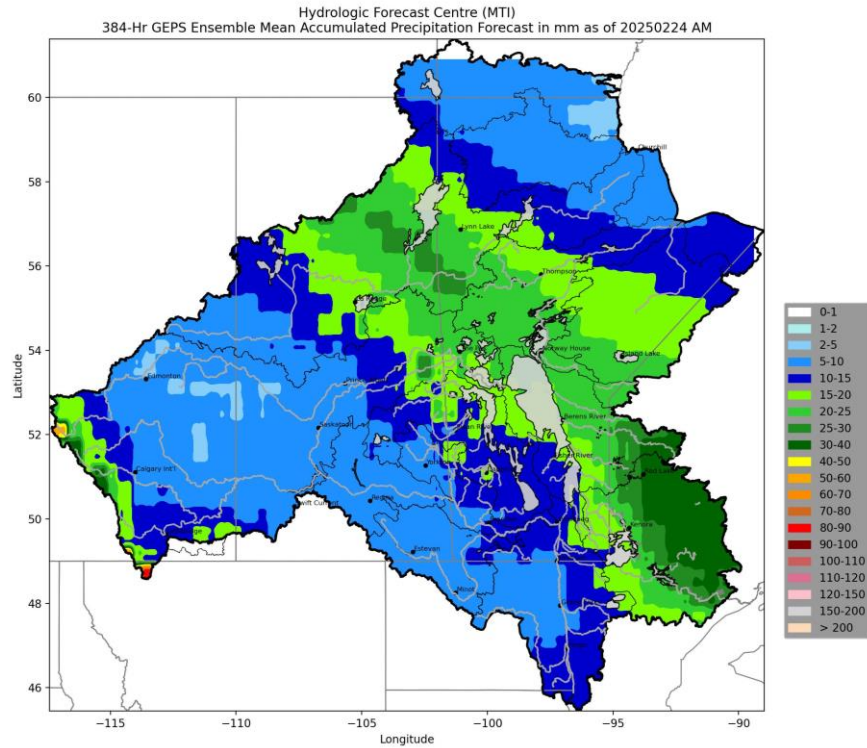 Hydrologic Forecast Centre (MTI)
384-Hr GEPS Ensemble Mean Accumulated Precipitation Forecast in mm as of 20250224 AM
Latitude
60
58
56
54
52
50
48
46
Churchill
Lynn Lake
Thompson
Norway House
Island Lake
Edmonton
Berens River
Calgary Int'l
Swift Current
Regina
Kenora
Estevan
Minot
−115
−110
−105
−100
−95
−90
Longitude
0-1
1-2
2-5
5-10
10-15
15-20
20-25
25-30
30-40
40-50
50-60
60-70
70-80
80-90
90-100
100-110
110-120
120-150
150-200
> 200